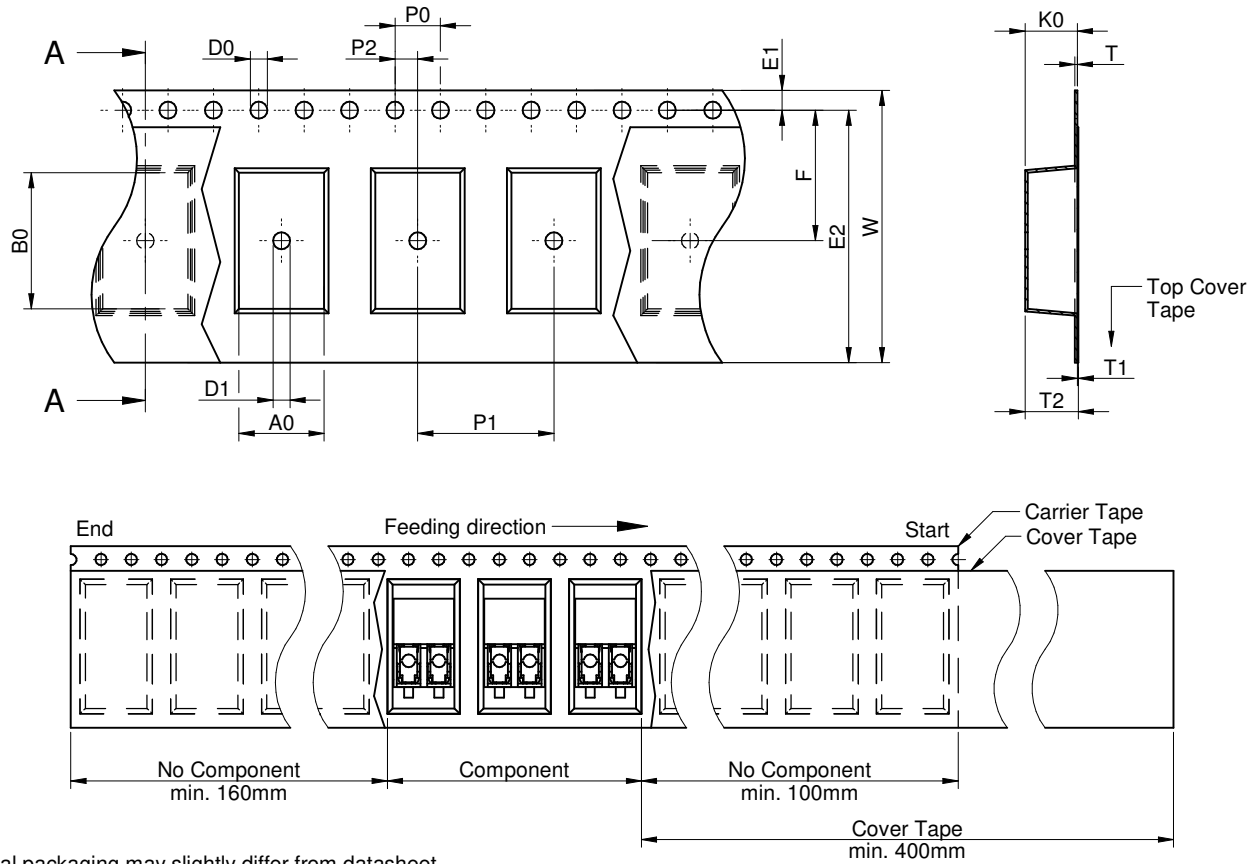 A
D0
P2
P0
E1
K0
T
B0
F
E2
W
Top Cover
Tape
T1
T2
A
D1
A0
P1
End
Feeding direction
Start
Carrier Tape
Cover Tape
No Component
min. 160mm
Component
No Component
min. 100mm
Cover Tape
min. 400mm
packaging may slightly differ from datasheet